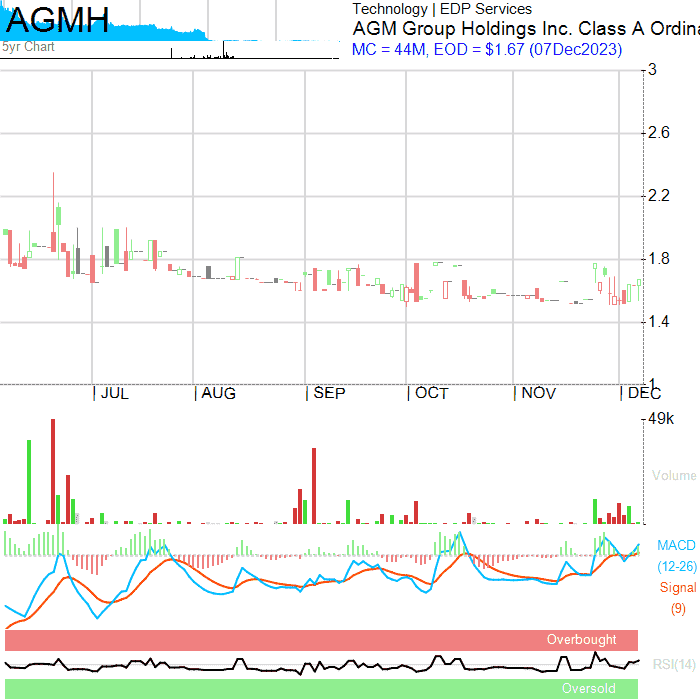 AGMH
5yr Chart
Technology | EDP Services
AGM Group Holdings Inc. Class A Ordina
MC = 44M, EOD = $1.67 (07Dec2023)
3
2.6
2.2
1.8
1.4
1
JUL AUG SEP OCT NOV DEC
49k
Volume
MACD
(12-26)
Signal
(9)
Overbought
RSI(14)
Oversold